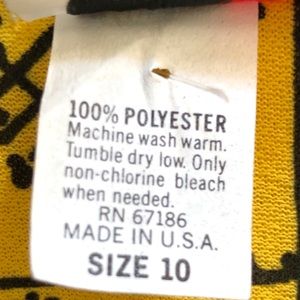 100% POLYESTER
Machine wash warm.
Tumble dry low. Only
non-chlorine bleach
when needed.
RN 67186
MADE IN U.S.A.
SIZE 10